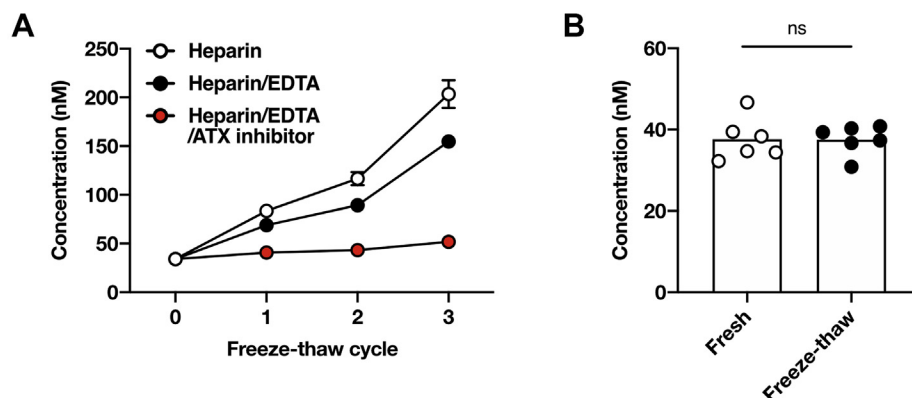 A
Concentration (nM)
250
200
150
100
50
0
Heparin
Heparin/EDTA
Heparin/EDTA
/ATX inhibitor
0 1 2 3
Freeze-thaw cycle
B
ns
Concentration (nM)
60
40
20
0
Fresh
Freeze-thaw